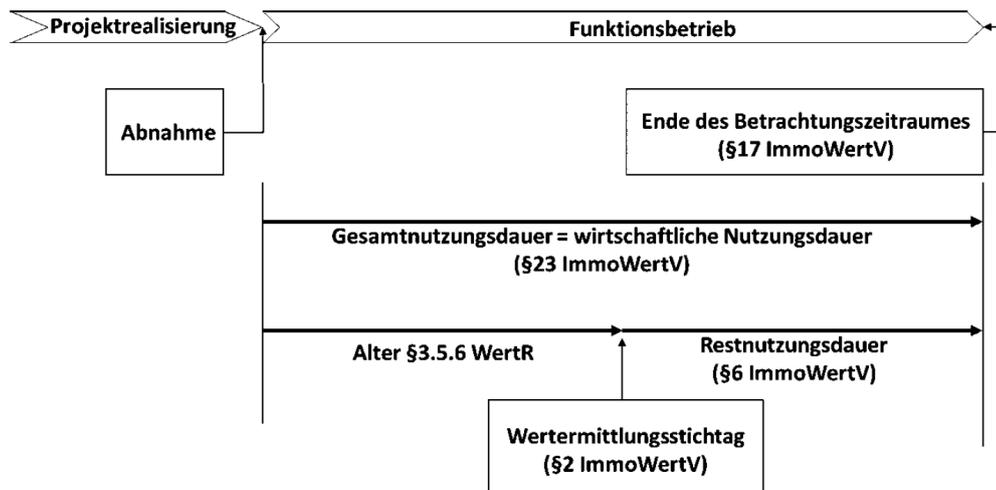 Projektrealisierung
Funktionsbetrieb
Abnahme
Ende des Betrachtungszeitraumes
(§17 ImmoWertV)
Gesamtnutzungsdauer = wirtschaftliche Nutzungsdauer
(§23 ImmoWertV)
Alter §3.5.6 WertR
Restnutzungsdauer
(§6 ImmoWertV)
Wertermittlungsstichtag
(§2 ImmoWertV)